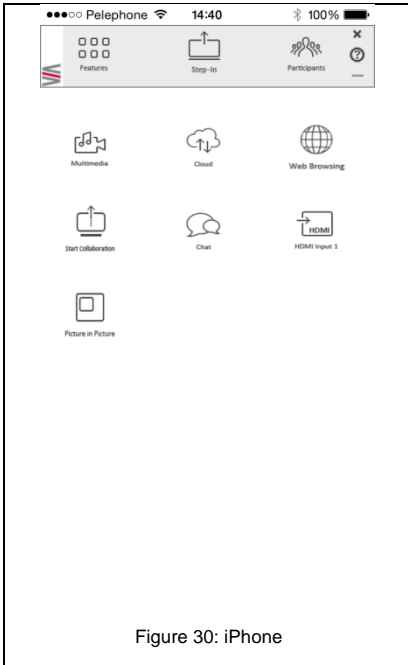 Pelephone 14:40 100%
Features Step-In Participants
Multimedia Cloud Web Browsing
HDMI
Start Collaboration Chat HDMI Input 1
Picture in Picture
Figure 30: iPhone